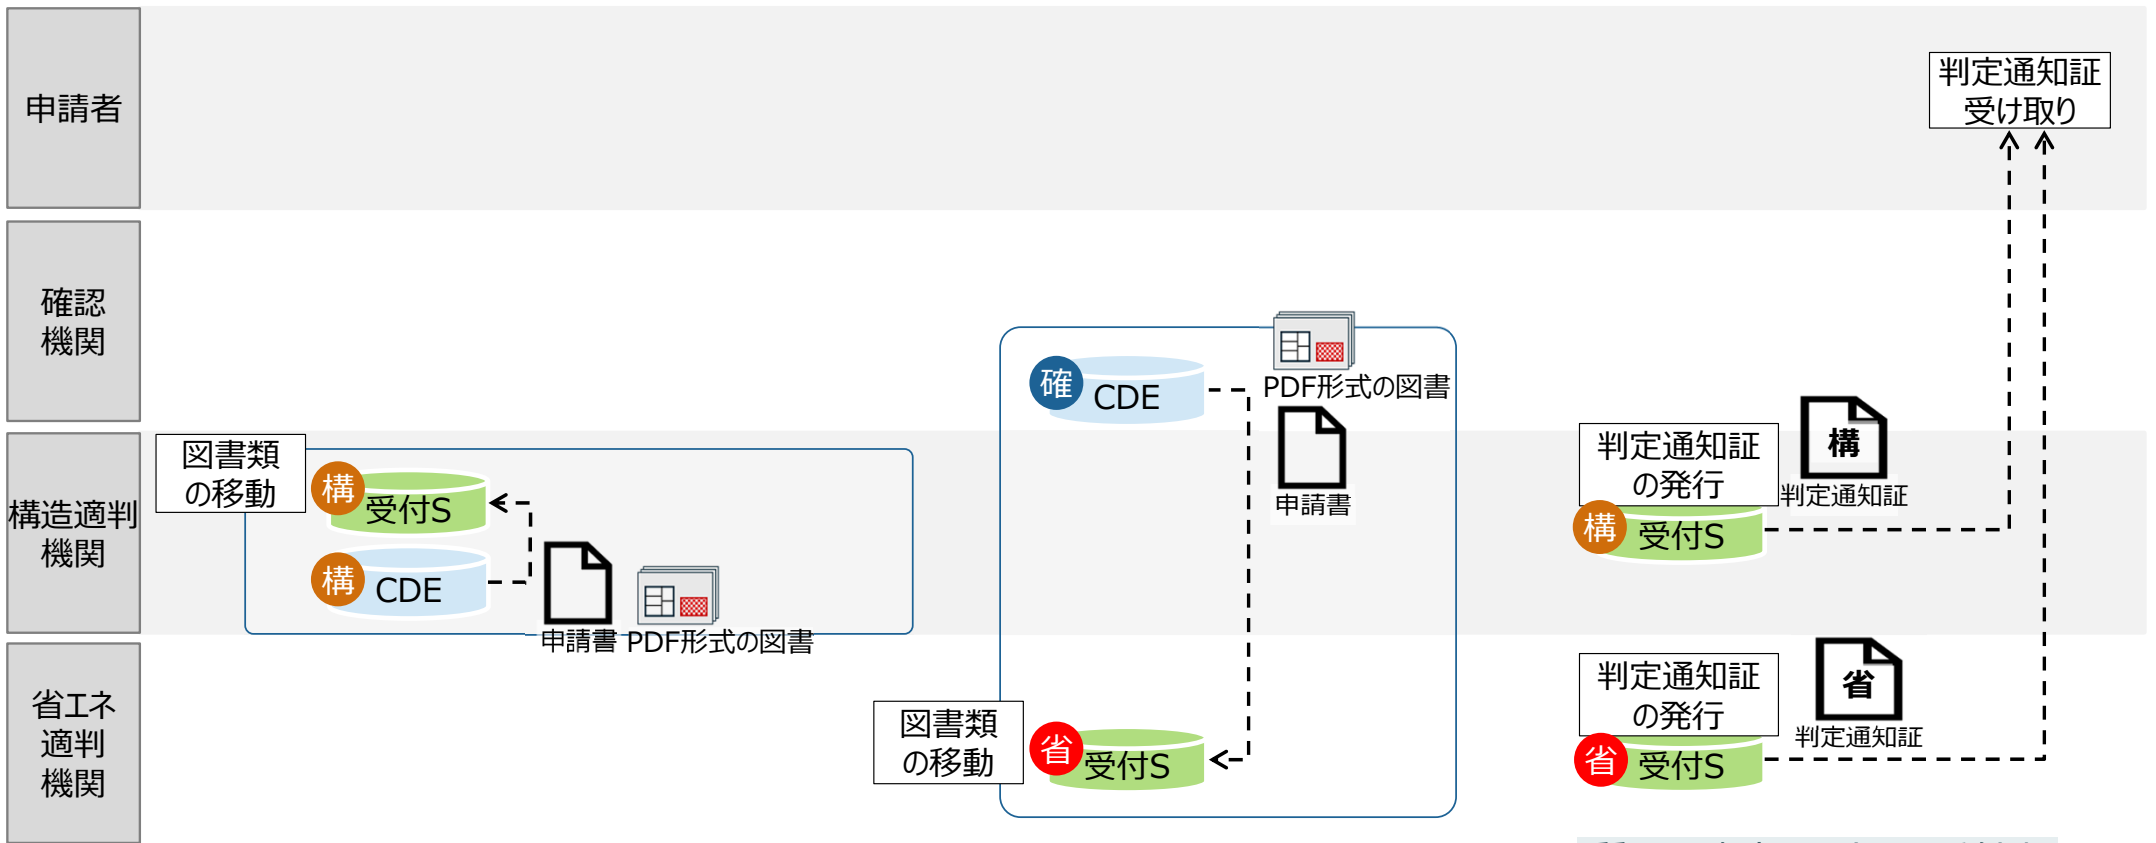 申請者
判定通知証
受け取り
確認
機関
確
CDE
PDF形式の図書
申請書
構造適判
機関
図書類
の移動
構
受付S
構
CDE
申請書
PDF形式の図書
判定通知証
の発行
構
判定通知証
構
受付S
省エネ
適判
機関
図書類
の移動
省
受付S
判定通知証
の発行
省
判定通知証
省
受付S